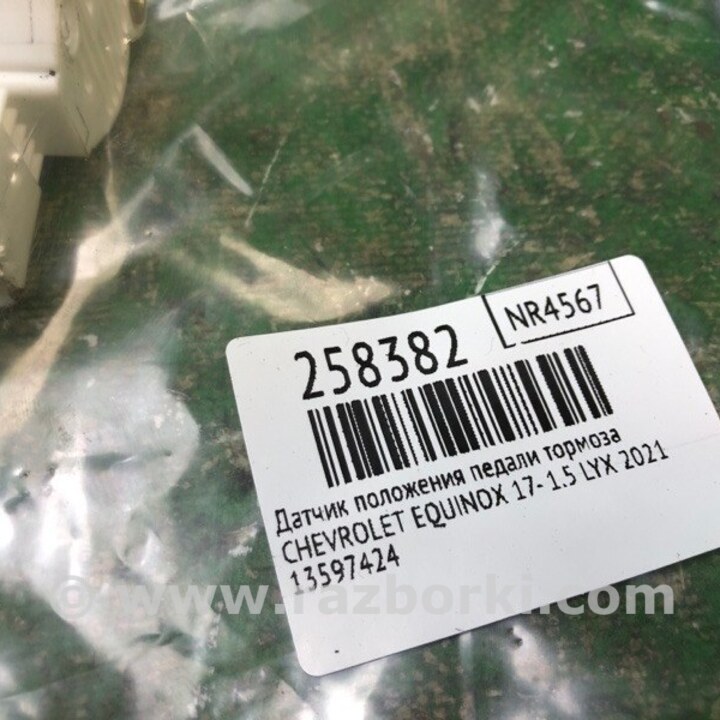 NR4567
258382
Датчик положения педали тормоза
CHEVROLET EQUINOX 17- 1.5 LYX 2021
13597424
© www.razborki.com